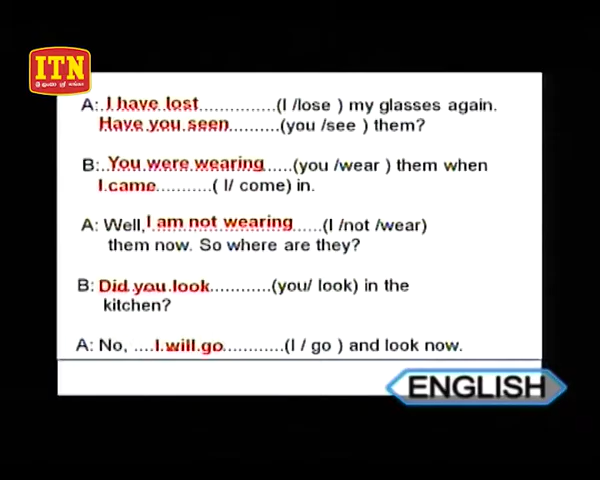 ITN
A:.I have lost..............(I /lose ) my glasses again.
Have you seen..........(you /see ) them?
B:..You were wearing.....(you /wear ) them when
I came...........( I/ come) in.
A: Well,I am not wearing......(I /not /wear)
them now. So where are they?
B: Did you look............(you/ look) in the
kitchen?
A: No, ....I will go............(I / go ) and look now.
ENGLISH